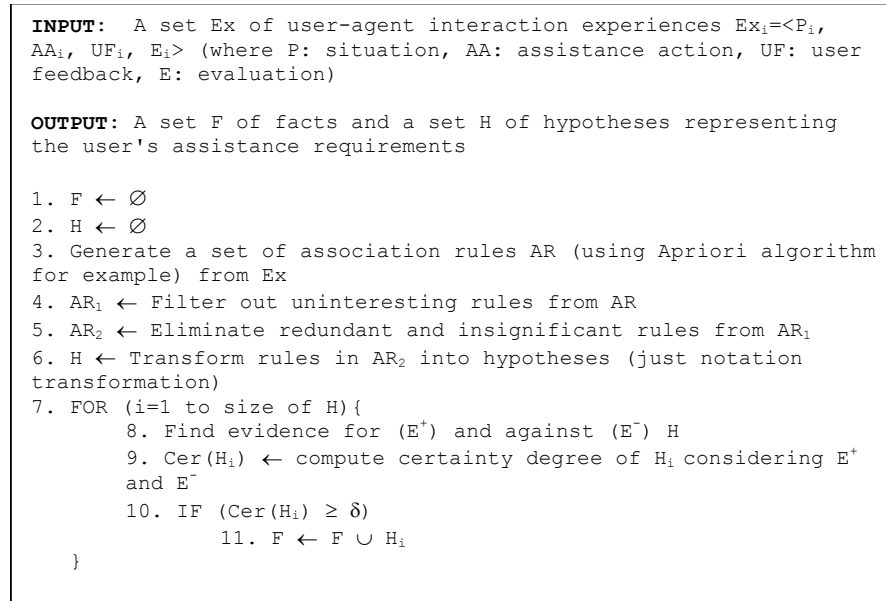 INPUT: A set Ex of user-agent interaction experiences Exᵢ=<Pᵢ,
AAᵢ, UFᵢ, Eᵢ> (where P: situation, AA: assistance action, UF: user
feedback, E: evaluation)
OUTPUT: A set F of facts and a set H of hypotheses representing
the user's assistance requirements
1. F ← ∅
2. H ← ∅
3. Generate a set of association rules AR (using Apriori algorithm
for example) from Ex
4. AR₁ ← Filter out uninteresting rules from AR
5. AR₂ ← Eliminate redundant and insignificant rules from AR₁
6. H ← Transform rules in AR₂ into hypotheses (just notation
transformation)
7. FOR (i=1 to size of H){
8. Find evidence for (E⁺) and against (E⁻) H
9. Cer(Hᵢ) ← compute certainty degree of Hᵢ considering E⁺
and E⁻
10. IF (Cer(Hᵢ) ≥ δ)
11. F ← F ∪ Hᵢ
}